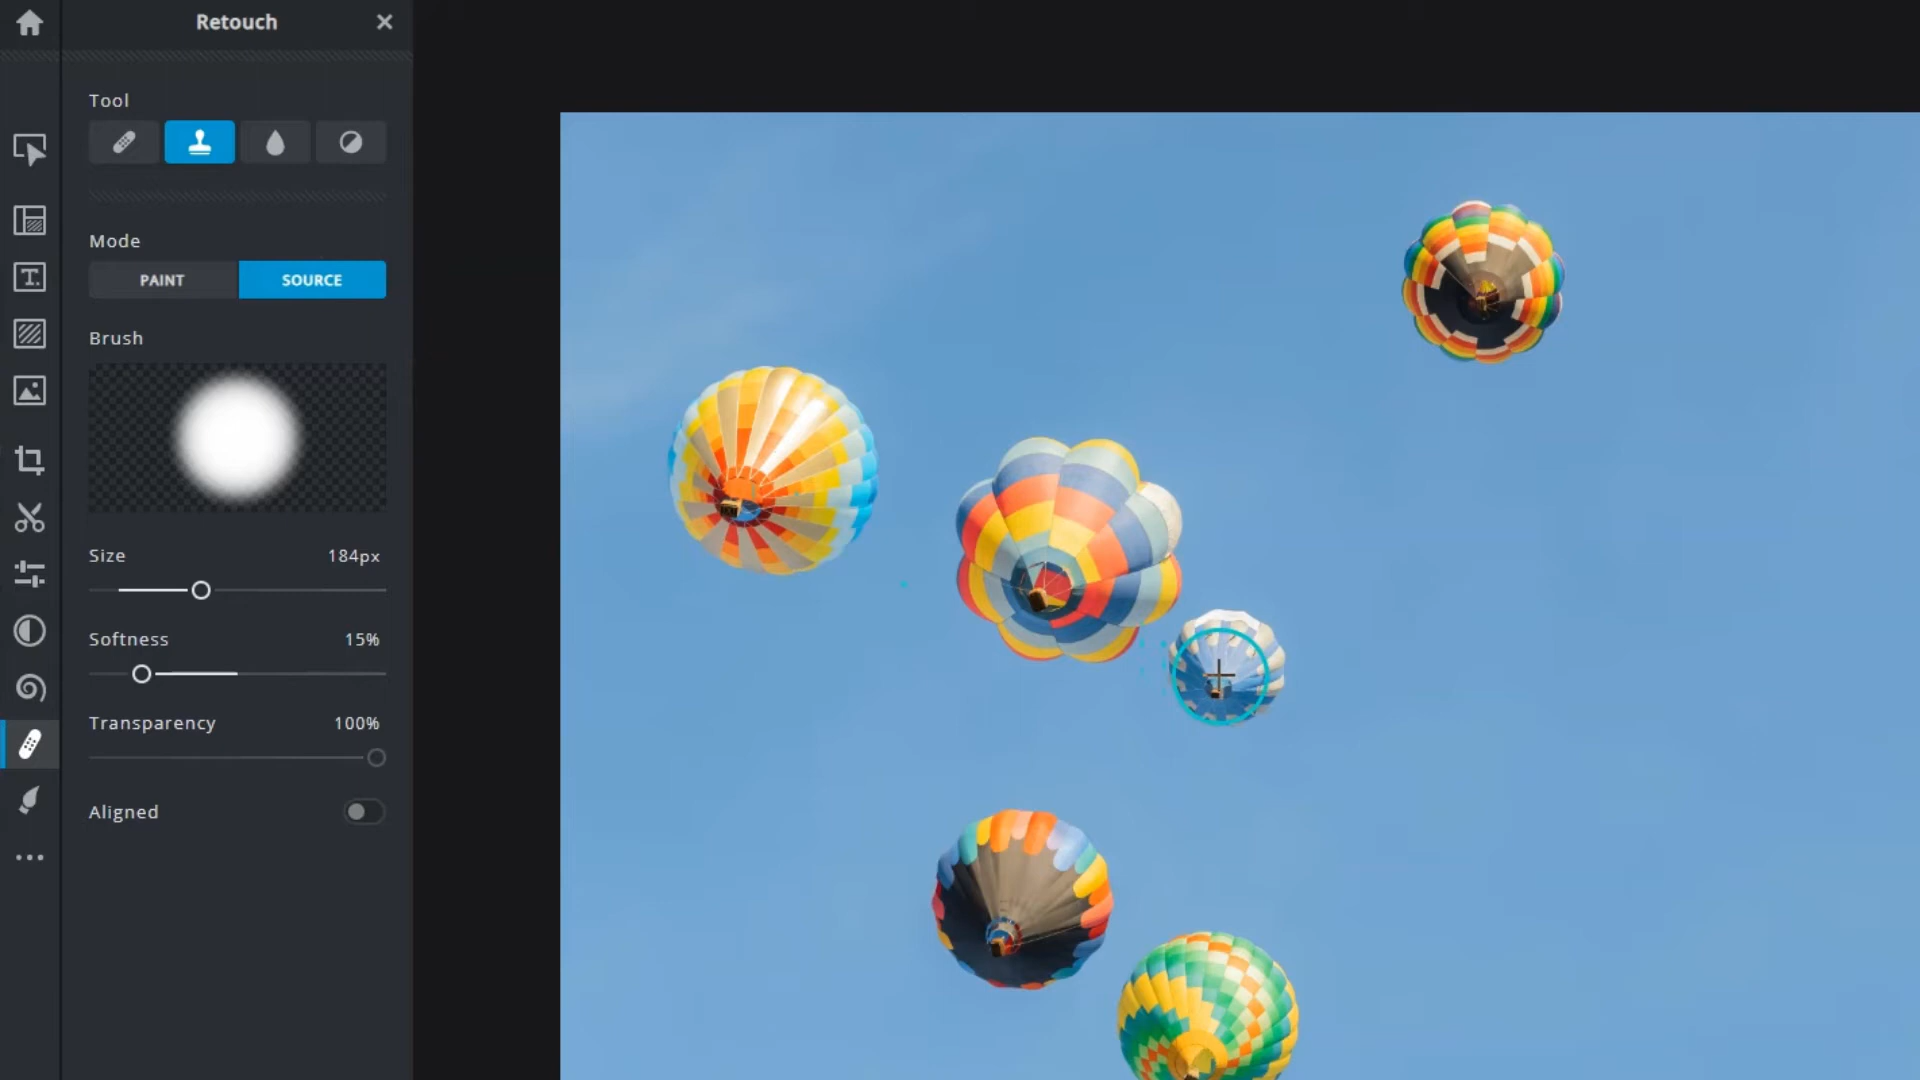 Retouch
Tool
Mode
PAINT
SOURCE
Brush
Size
184px
Softness
15%
Transparency
100%
Aligned